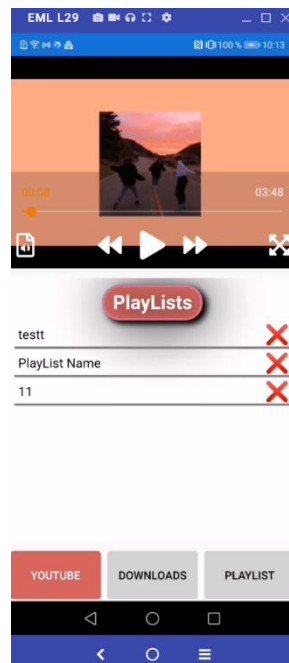 EML L29
100 % 10:13
00:00 03:48
PlayLists
testt
PlayList Name
11
YOUTUBE DOWNLOADS PLAYLIST